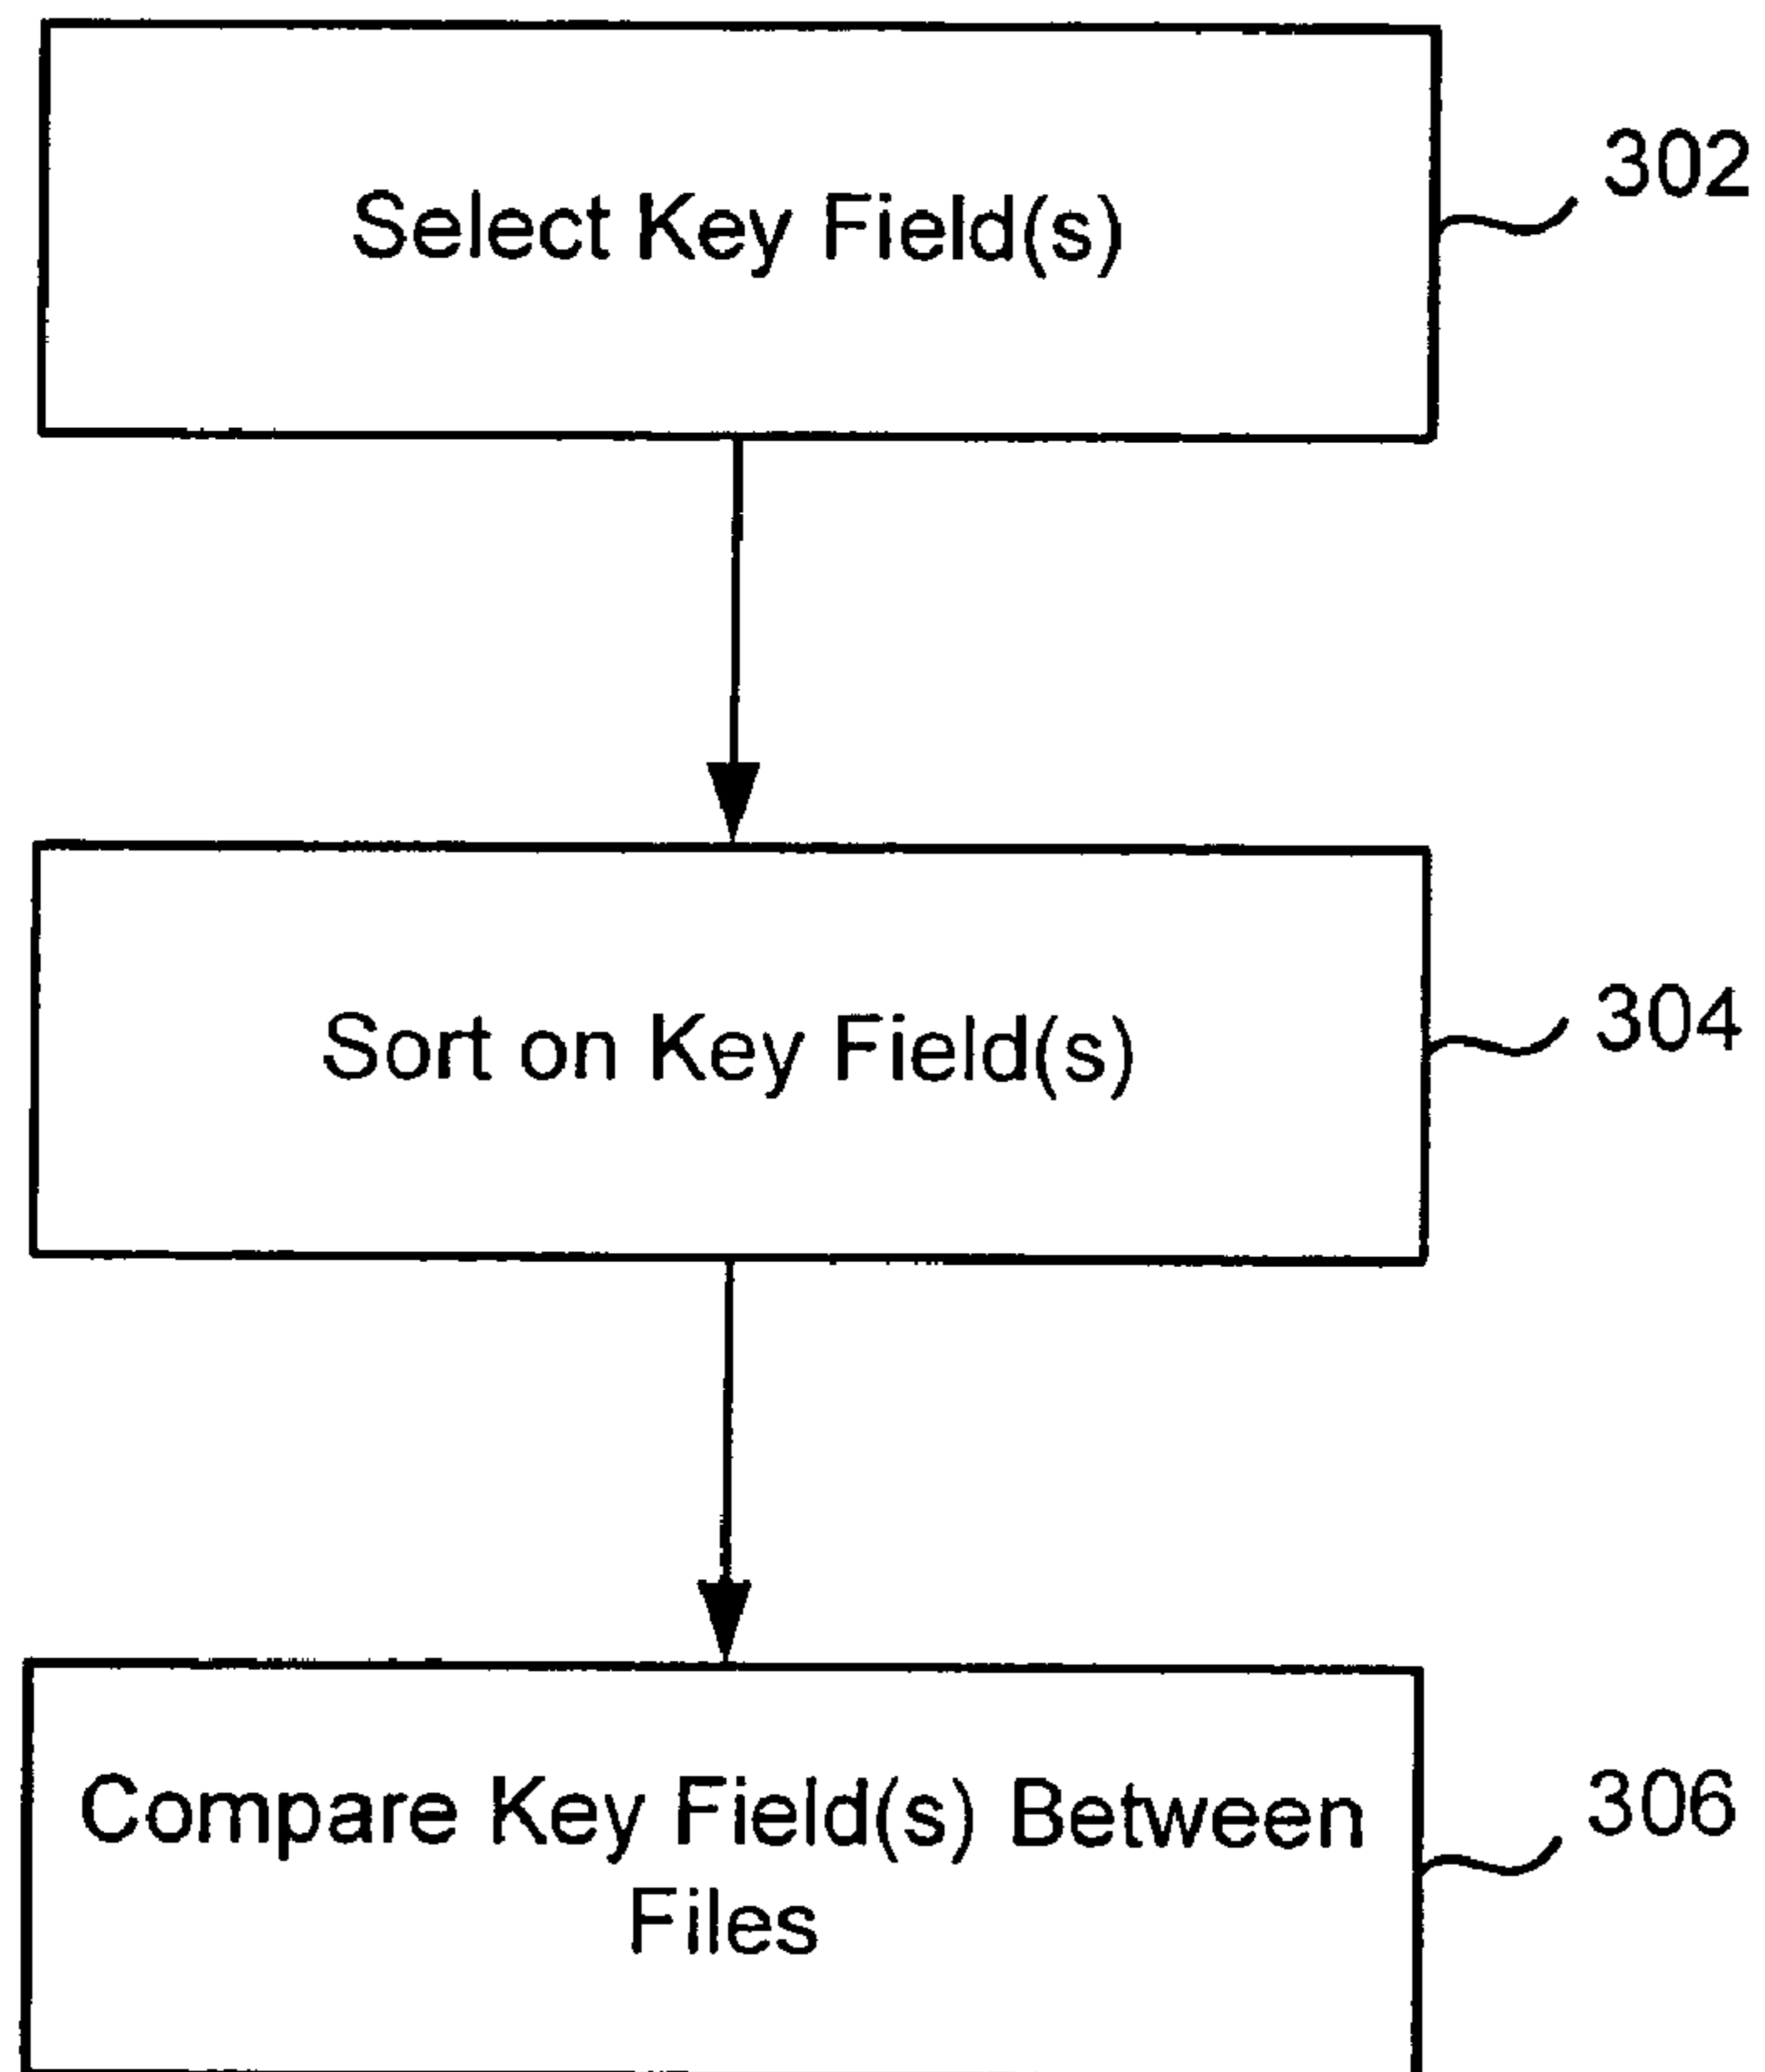 Select Key Field(s)
302
Sort on Key Field(s)
304
Compare Key Field(s) Between
Files
306